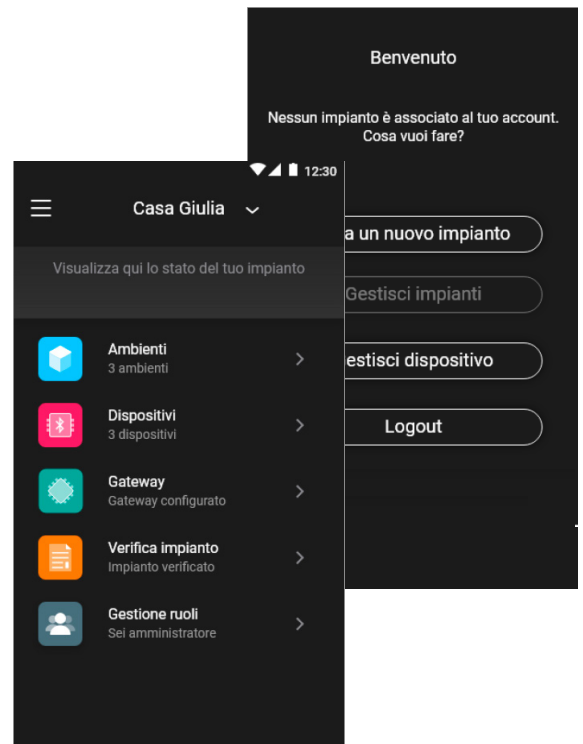 Benvenuto
Nessun impianto è associato al tuo account.
Cosa vuoi fare?
a un nuovo impianto
Gestisci impianti
estisci dispositivo
Logout
12:30
Casa Giulia
Visualizza qui lo stato del tuo impianto
Ambienti
3 ambienti
Dispositivi
3 dispositivi
Gateway
Gateway configurato
Verifica impianto
Impianto verificato
Gestione ruoli
Sei amministratore